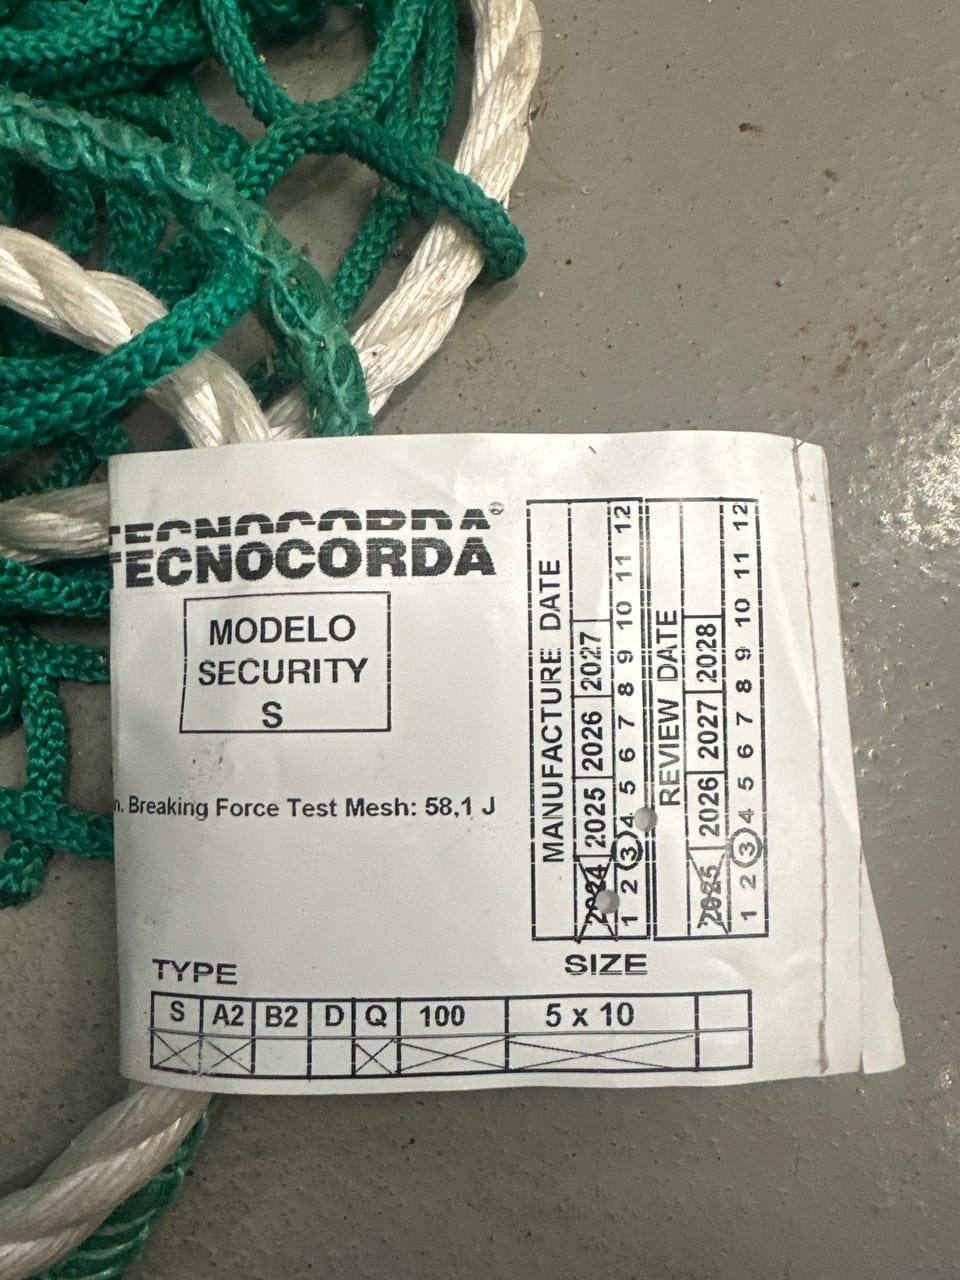 TECNOCORDA®
TECNOCORDA
MODELO
SECURITY
S
n. Breaking Force Test Mesh: 58,1 J
MANUFACTURE DATE
2024 2025 2026 2027
1 2 3 4 5 6 7 8 9 10 11 12
REVIEW DATE
2025 2026 2027 2028
1 2 3 4 5 6 7 8 9 10 11 12
TYPE
SIZE
S A2 B2 D Q 100 5 x 10